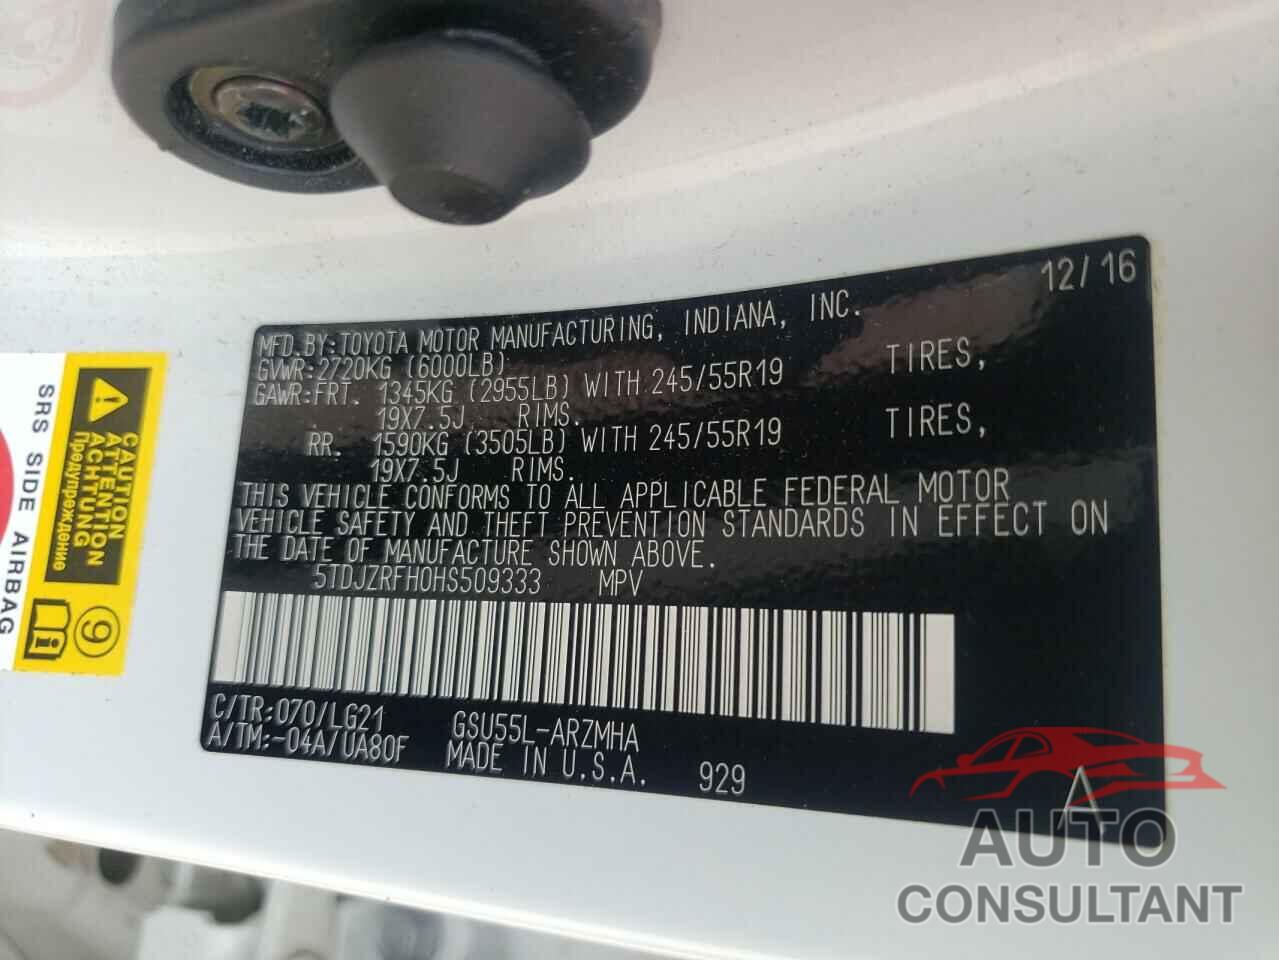 12/16
MFD.BY:TOYOTA MOTOR MANUFACTURING, INDIANA, INC.
GVWR:2720KG (6000LB)
GAWR:FRT. 1345KG (2955LB) WITH 245/55R19 TIRES,
19X7.5J RIMS.
RR. 1590KG (3505LB) WITH 245/55R19 TIRES,
19X7.5J RIMS.
THIS VEHICLE CONFORMS TO ALL APPLICABLE FEDERAL MOTOR
VEHICLE SAFETY AND THEFT PREVENTION STANDARDS IN EFFECT ON
THE DATE OF MANUFACTURE SHOWN ABOVE.
5TDJZRFH0HS509333 MPV
C/TR:070/LG21 GSU55L-ARZMHA
A/TM:-04A/UA80F MADE IN U.S.A. 929
A
SRS SIDE AIRBAG
CAUTION
ATTENTION
ACHTUNG
Предупреждение
9
i
AUTO
CONSULTANT